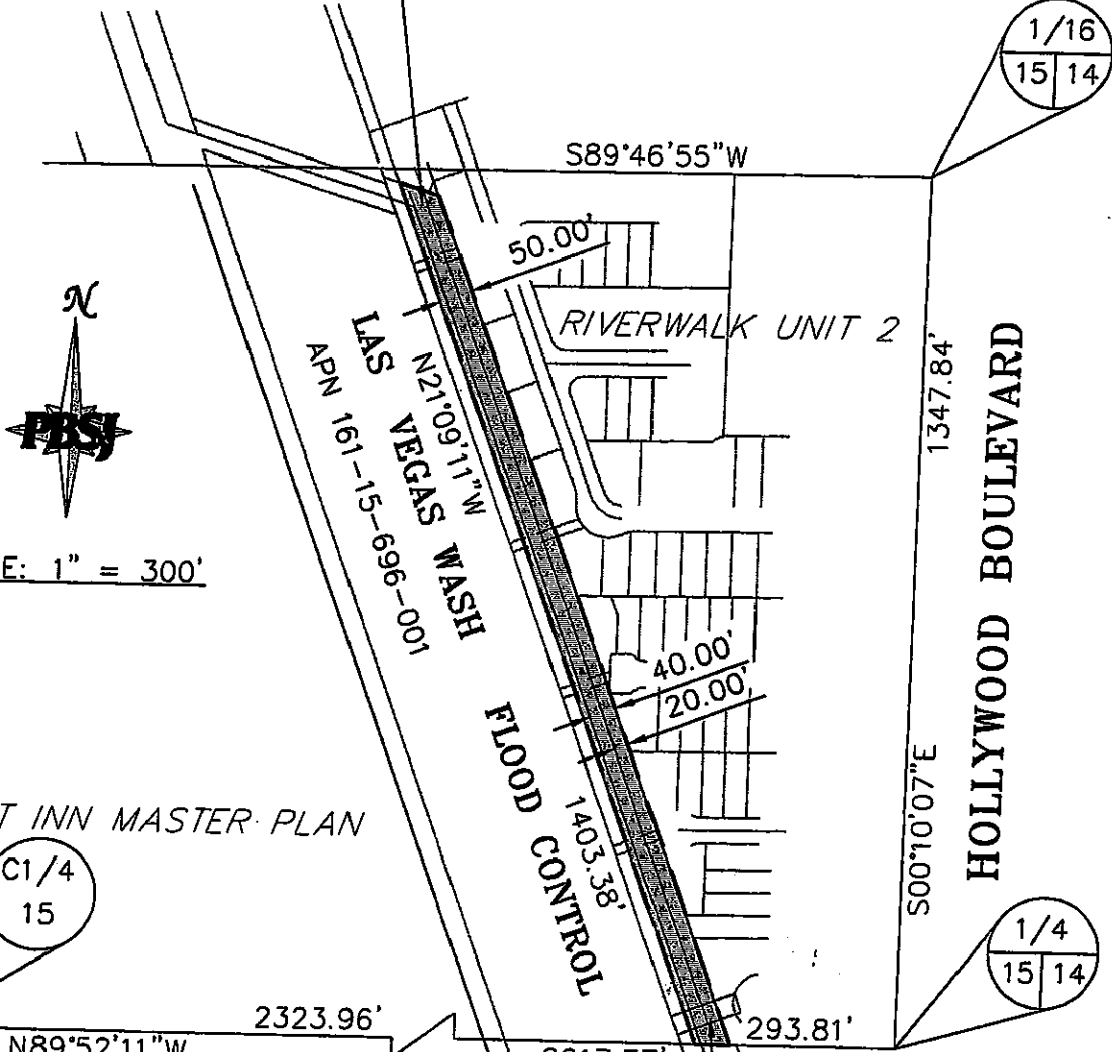 1/16
15 14
S89°46'55"W
50.00'
N
RIVERWALK UNIT 2
PBSJ
LAS VEGAS WASH
N21°09'11"W
APN 161-15-696-001
1347.84'
HOLLYWOOD BOULEVARD
E: 1" = 300'
40.00'
20.00'
FLOOD CONTROL
1403.38'
S00°10'07"E
T INN MASTER PLAN
C1/4
15
1/4
15 14
2323.96'
293.81'
N89°52'11"W